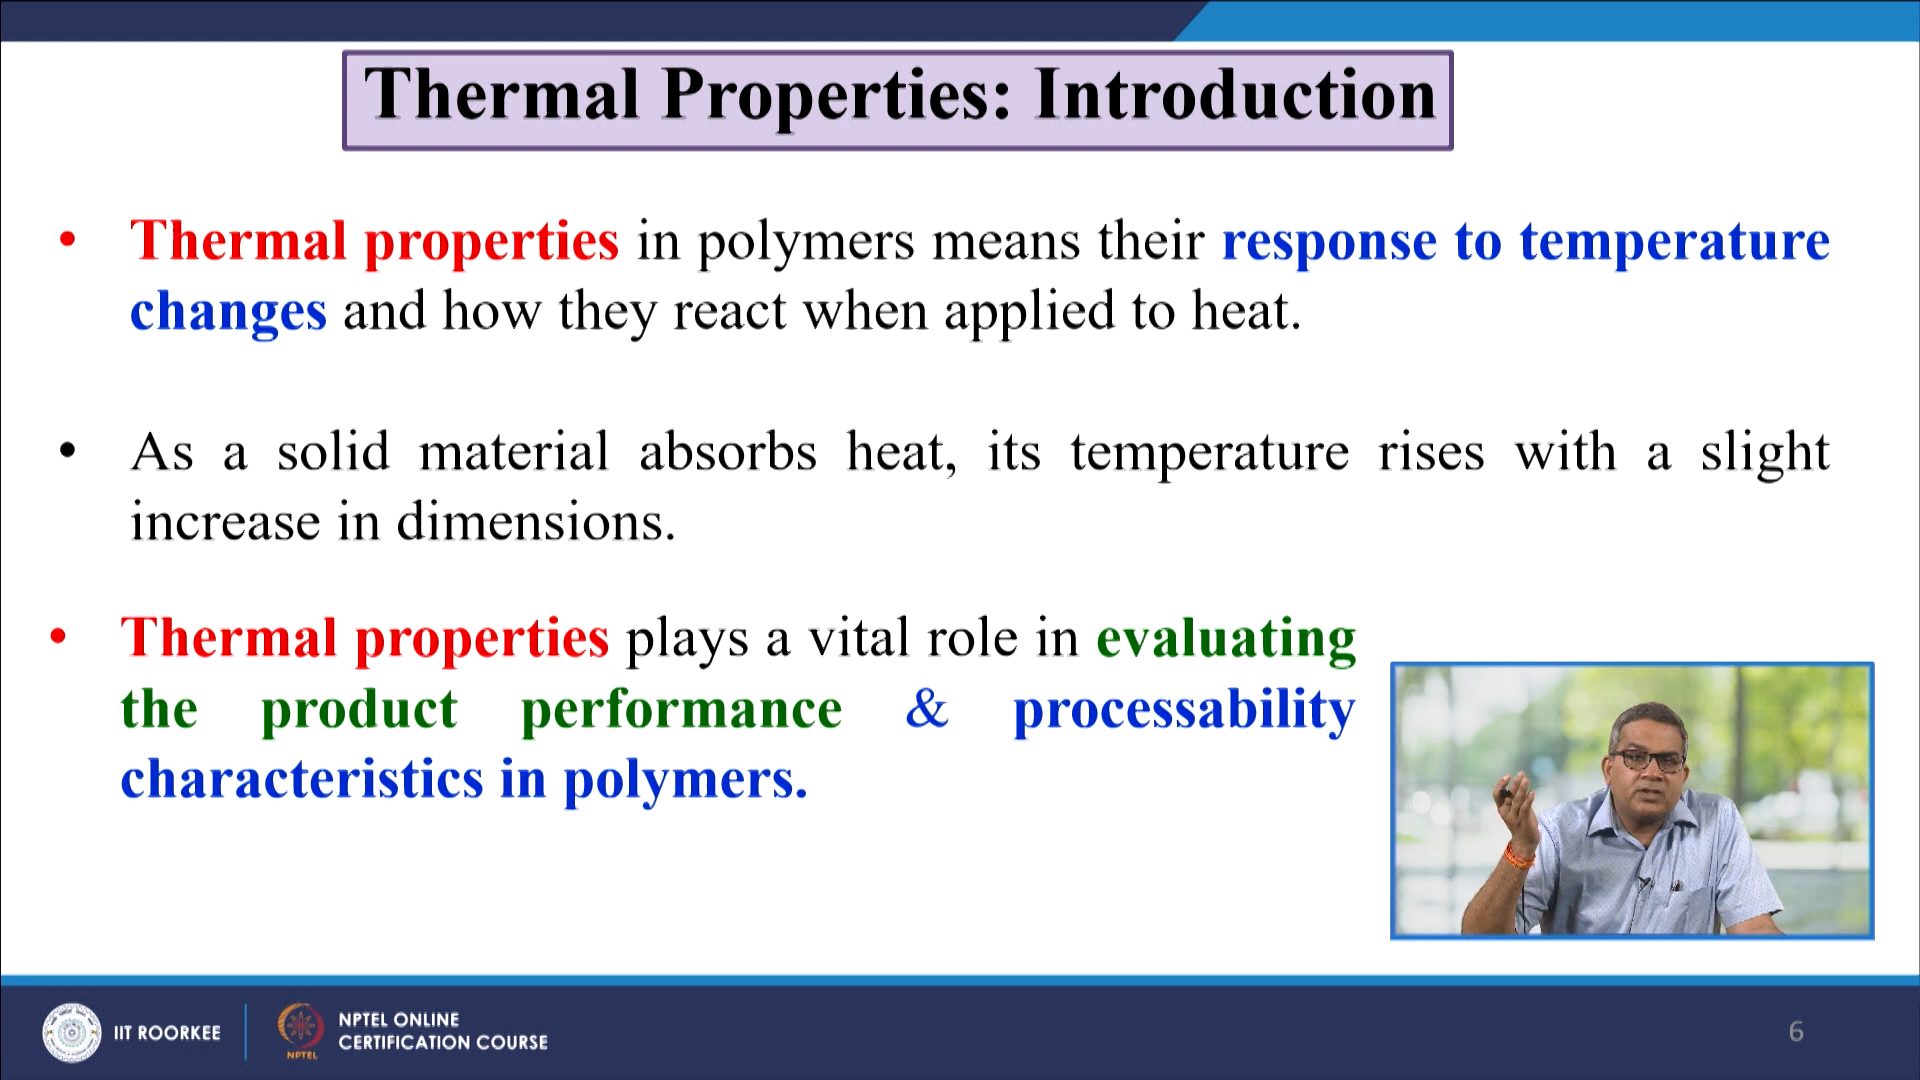 Thermal Properties: Introduction
• Thermal properties in polymers means their response to temperature
changes and how they react when applied to heat.
• As a solid material absorbs heat, its temperature rises with a slight
increase in dimensions.
• Thermal properties plays a vital role in evaluating
the product performance & processability
characteristics in polymers.
IIT ROORKEE
NPTEL
NPTEL ONLINE
CERTIFICATION COURSE
6